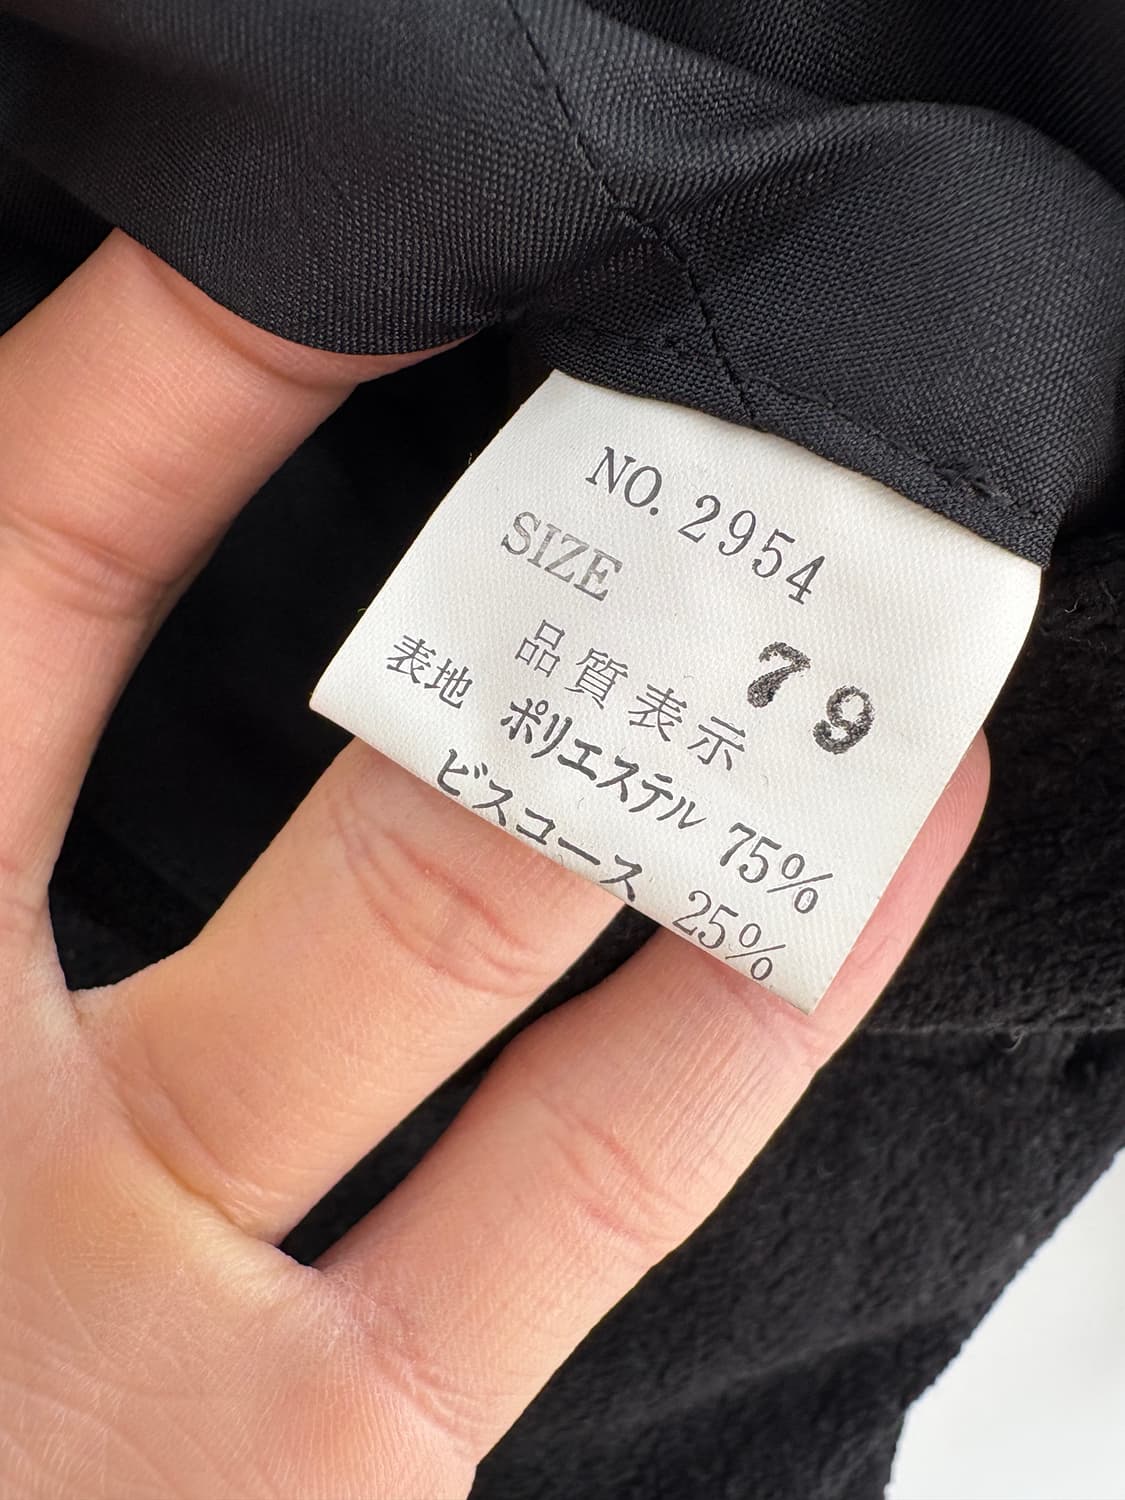 NO. 2954
SIZE 79
品質表示
表地 ポリエステル 75%
ビスコース 25%